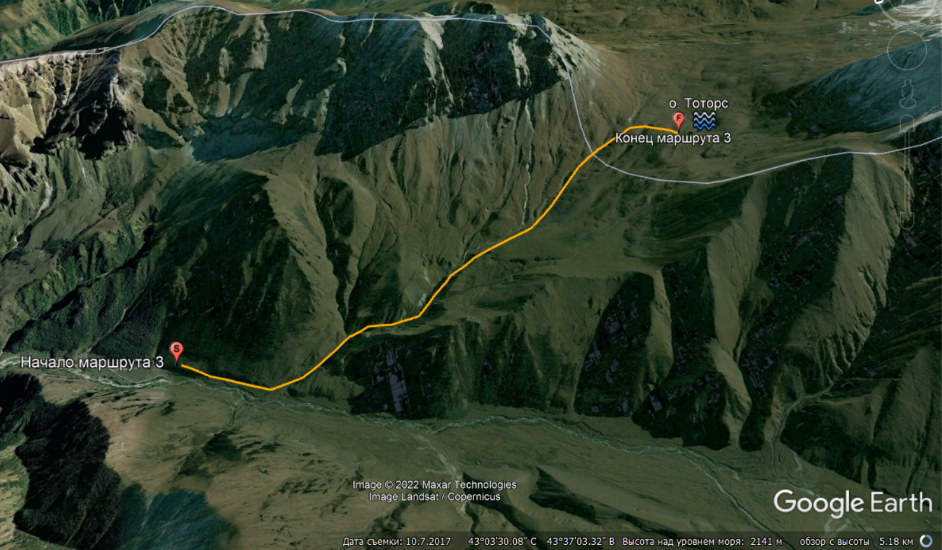 о. Тоторс
Конец маршрута 3
Начало маршрута 3
Image © 2022 Maxar Technologies
Image Landsat / Copernicus
Google Earth
Дата съемки: 10.7.2017 43°03'30.08" С 43°37'03.32" В Высота над уровнем моря: 2141 м обзор с высоты 5.18 км